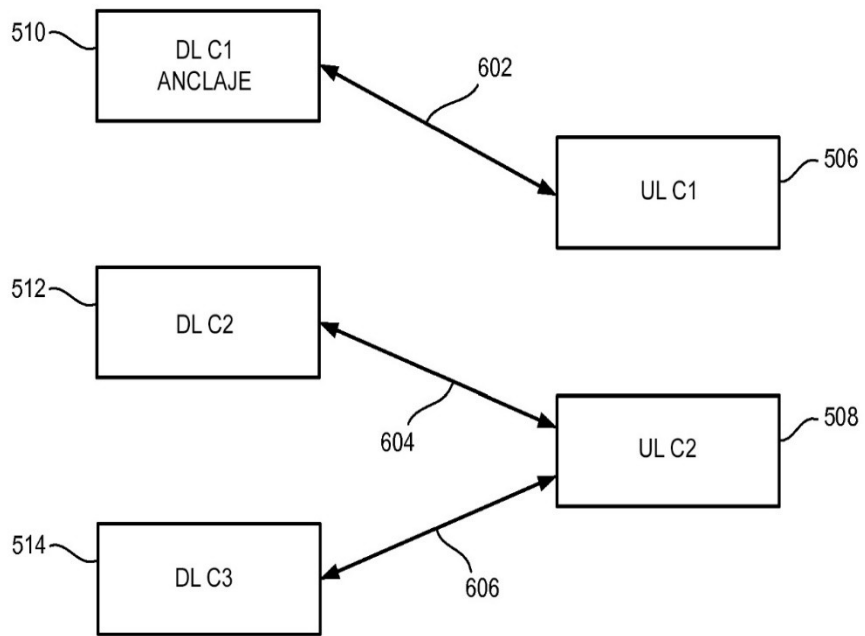 510
DL C1
ANCLAJE
602
UL C1
506
512
DL C2
604
UL C2
508
514
DL C3
606